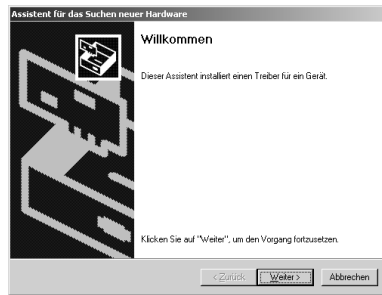 Assistent für das Suchen neuer Hardware
Willkommen
Dieser Assistent installiert einen Treiber für ein Gerät.
Klicken Sie auf "Weiter", um den Vorgang fortzusetzen.
< Zurück Weiter > Abbrechen